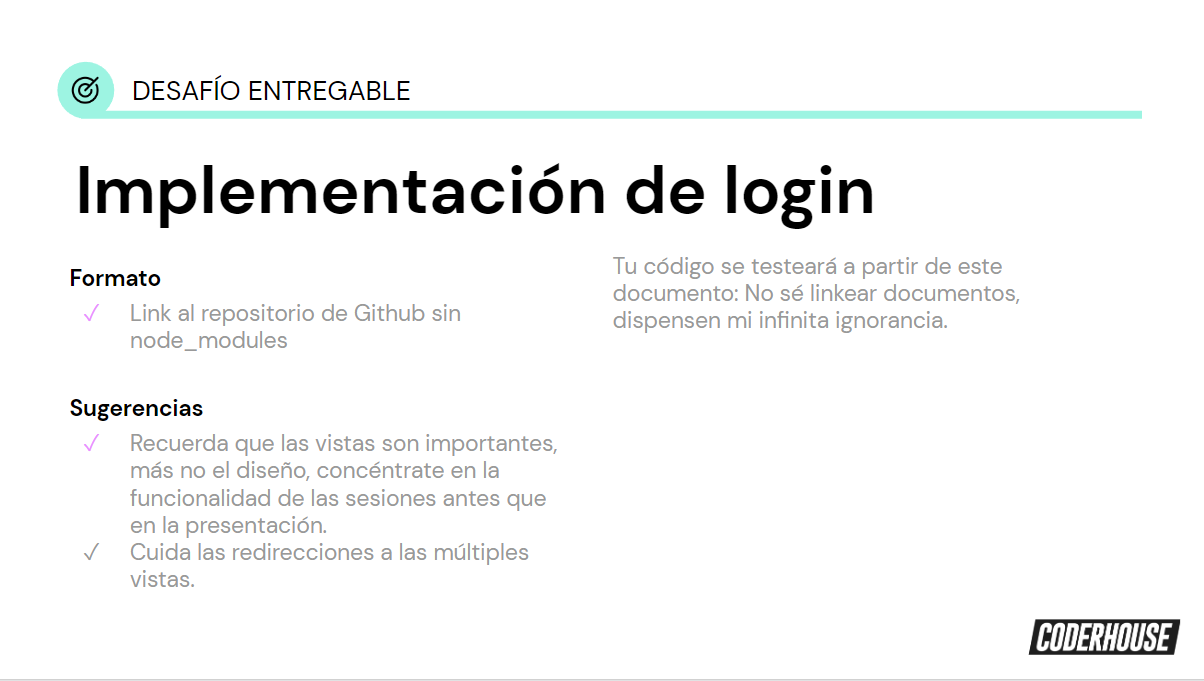 DESAFÍO ENTREGABLE
Implementación de login
Formato
✓ Link al repositorio de Github sin
node_modules
Sugerencias
✓ Recuerda que las vistas son importantes,
más no el diseño, concéntrate en la
funcionalidad de las sesiones antes que
en la presentación.
✓ Cuida las redirecciones a las múltiples
vistas.
Tu código se testeará a partir de este
documento: No sé linkear documentos,
dispensen mi infinita ignorancia.
CODERHOUSE